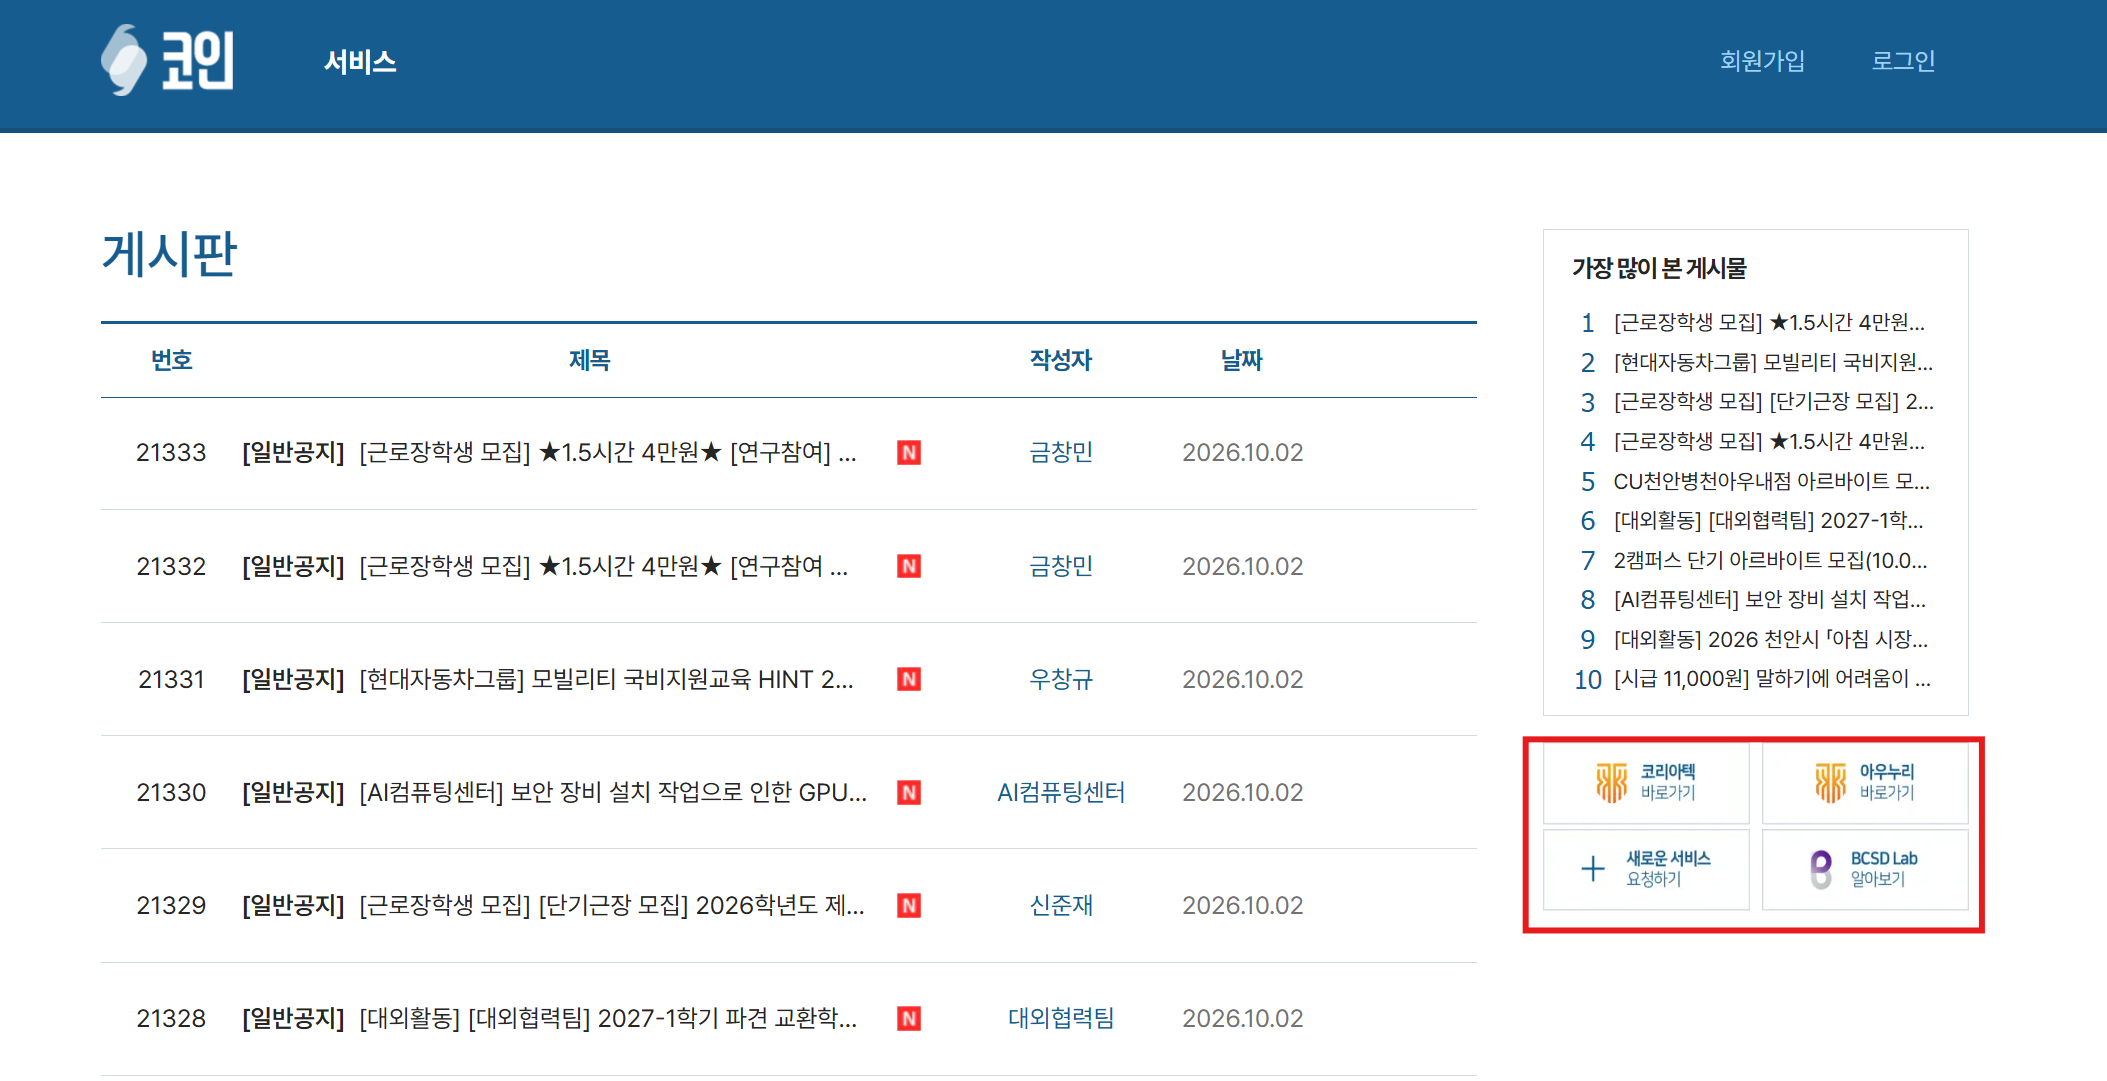 코인
서비스
회원가입
로그인
게시판
번호 제목 작성자 날짜
21333 [일반공지] [근로장학생 모집] ★1.5시간 4만원★ [연구참여] ... N 금창민 2026.10.02
21332 [일반공지] [근로장학생 모집] ★1.5시간 4만원★ [연구참여 ... N 금창민 2026.10.02
21331 [일반공지] [현대자동차그룹] 모빌리티 국비지원교육 HINT 2... N 우창규 2026.10.02
21330 [일반공지] [AI컴퓨팅센터] 보안 장비 설치 작업으로 인한 GPU... N AI컴퓨팅센터 2026.10.02
21329 [일반공지] [근로장학생 모집] [단기근장 모집] 2026학년도 제... N 신준재 2026.10.02
21328 [일반공지] [대외활동] [대외협력팀] 2027-1학기 파견 교환학... N 대외협력팀 2026.10.02
가장 많이 본 게시물
1 [근로장학생 모집] ★1.5시간 4만원...
2 [현대자동차그룹] 모빌리티 국비지원...
3 [근로장학생 모집] [단기근장 모집] 2...
4 [근로장학생 모집] ★1.5시간 4만원...
5 CU천안병천아우내점 아르바이트 모...
6 [대외활동] [대외협력팀] 2027-1학...
7 2캠퍼스 단기 아르바이트 모집(10.0...
8 [AI컴퓨팅센터] 보안 장비 설치 작업...
9 [대외활동] 2026 천안시 「아침 시장...
10 [시급 11,000원] 말하기에 어려움이 ...
코리아텍
바로가기
아우누리
바로가기
새로운 서비스
요청하기
BCSD Lab
알아보기